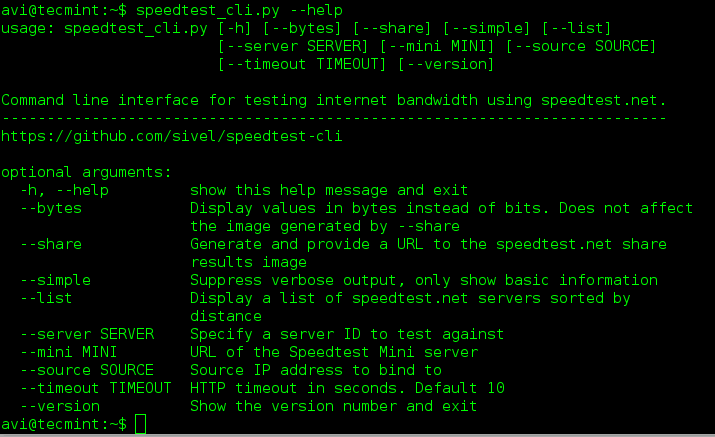 avi@tecmint:~$ speedtest_cli.py --help
usage: speedtest_cli.py [-h] [--bytes] [--share] [--simple] [--list]
[--server SERVER] [--mini MINI] [--source SOURCE]
[--timeout TIMEOUT] [--version]
Command line interface for testing internet bandwidth using speedtest.net.
--------------------------------------------------------------------------
https://github.com/sivel/speedtest-cli
optional arguments:
-h, --help show this help message and exit
--bytes Display values in bytes instead of bits. Does not affect
the image generated by --share
--share Generate and provide a URL to the speedtest.net share
results image
--simple Suppress verbose output, only show basic information
--list Display a list of speedtest.net servers sorted by
distance
--server SERVER Specify a server ID to test against
--mini MINI URL of the Speedtest Mini server
--source SOURCE Source IP address to bind to
--timeout TIMEOUT HTTP timeout in seconds. Default 10
--version Show the version number and exit
avi@tecmint:~$